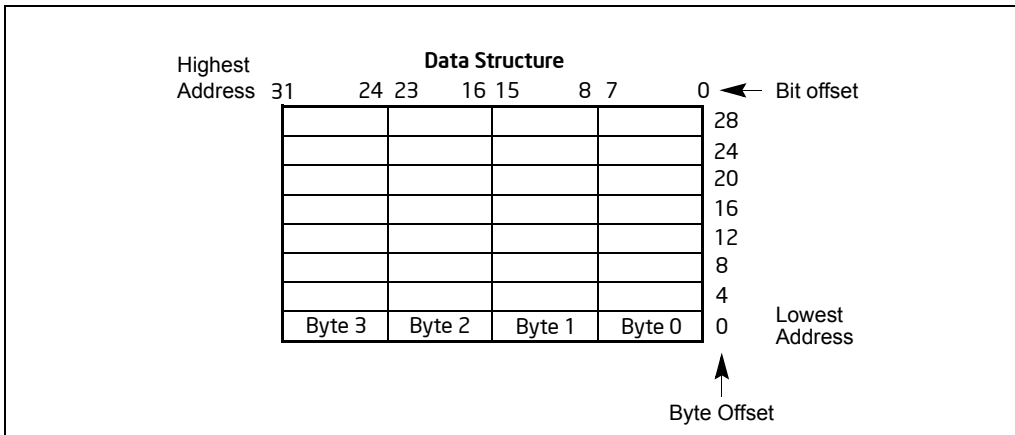 Data Structure
Highest
Address
31 24 23 16 15 8 7 0 Bit offset
28
24
20
16
12
8
4
Byte 3 Byte 2 Byte 1 Byte 0 0
Lowest
Address
Byte Offset